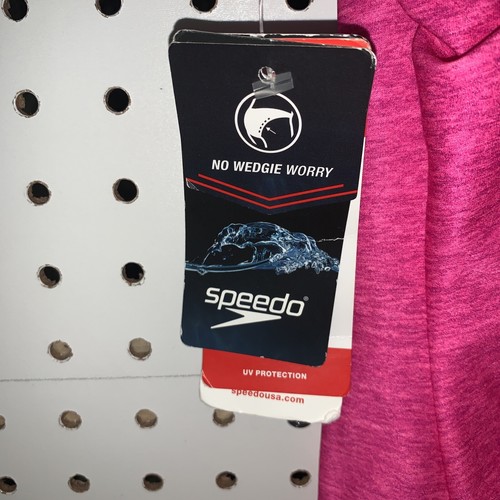 NO WEDGIE WORRY
speedo®
UV PROTECTION
speedousa.com